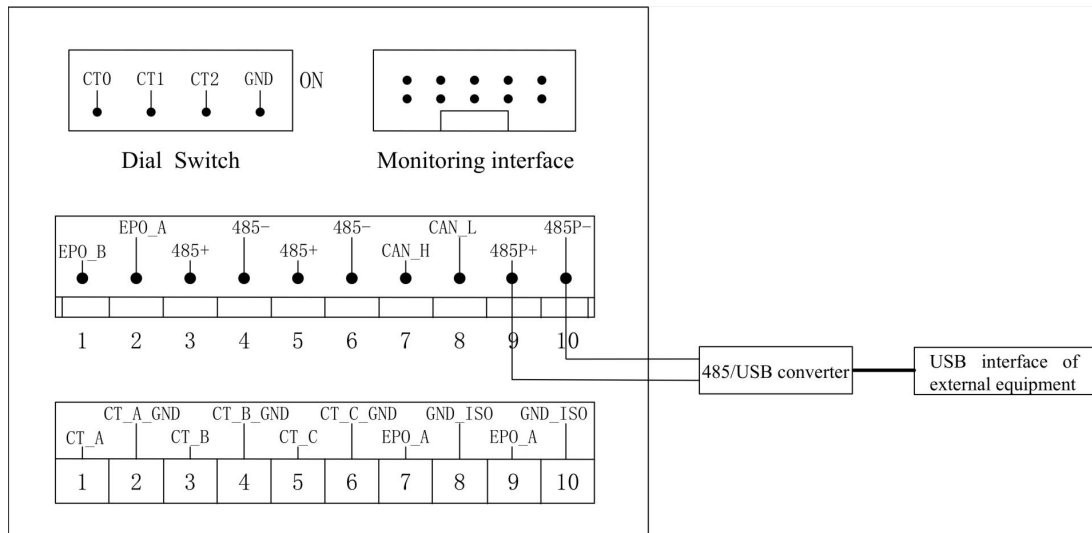 CT0 CT1 CT2 GND ON
Dial Switch
Monitoring interface
EPO_A 485- 485- CAN_L 485P-
EPO_B 485+ 485+ CAN_H 485P+
1 2 3 4 5 6 7 8 9 10
485/USB converter
USB interface of
external equipment
CT_A_GND CT_B_GND CT_C_GND GND_ISO GND_ISO
CT_A CT_B CT_C EPO_A EPO_A
1 2 3 4 5 6 7 8 9 10